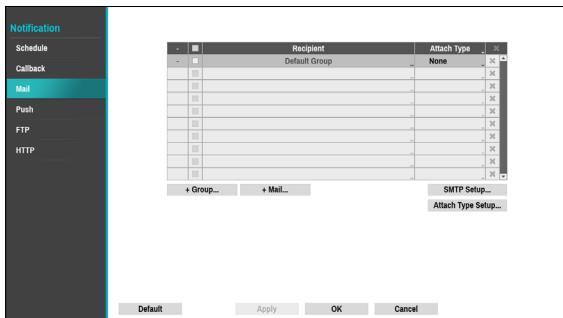 Notification
Schedule
Callback
Mail
Push
FTP
HTTP
- Recipient Attach Type
- Default Group None
+ Group... + Mail... SMTP Setup...
Attach Type Setup...
Default Apply OK Cancel